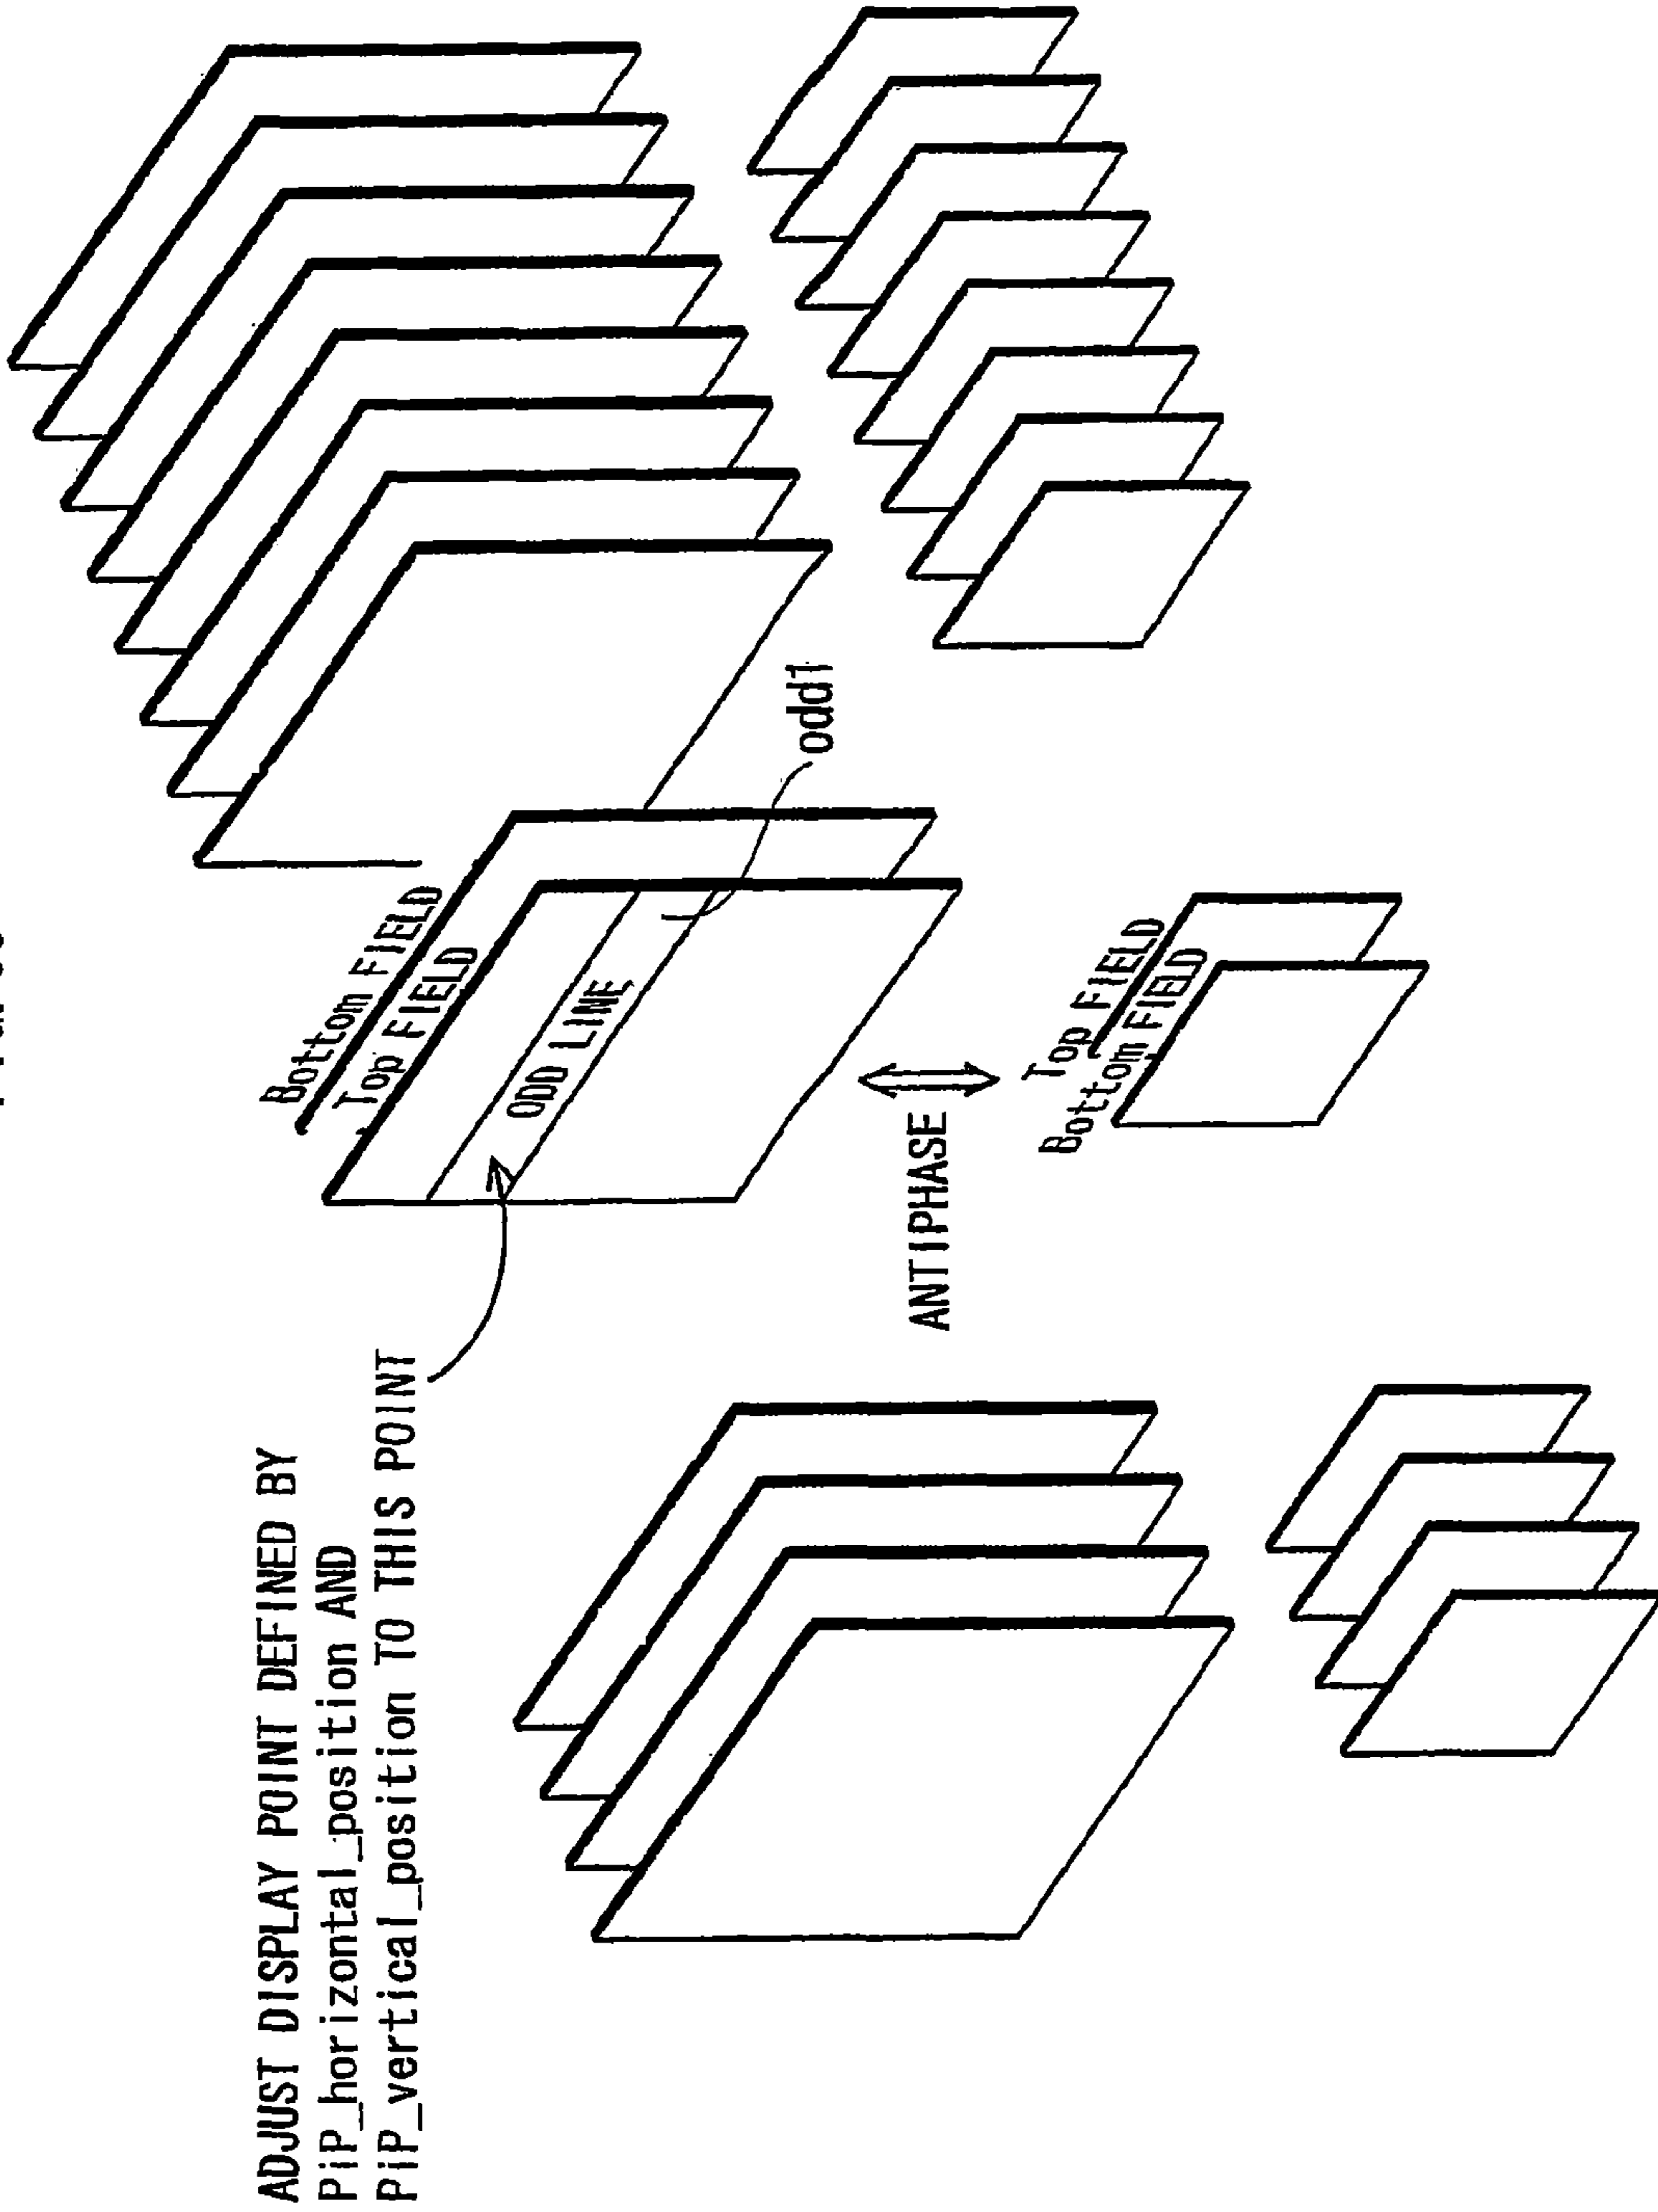 ADJUST DISPLAY POINT DEFINED BY
PiP_horizontal_position AND
PiP_vertical_position TO THIS POINT
Bottom FIELD
Top FIELD
ODD LINE
odd1
ANTIPHASE
Top FIELD
Bottom FIELD